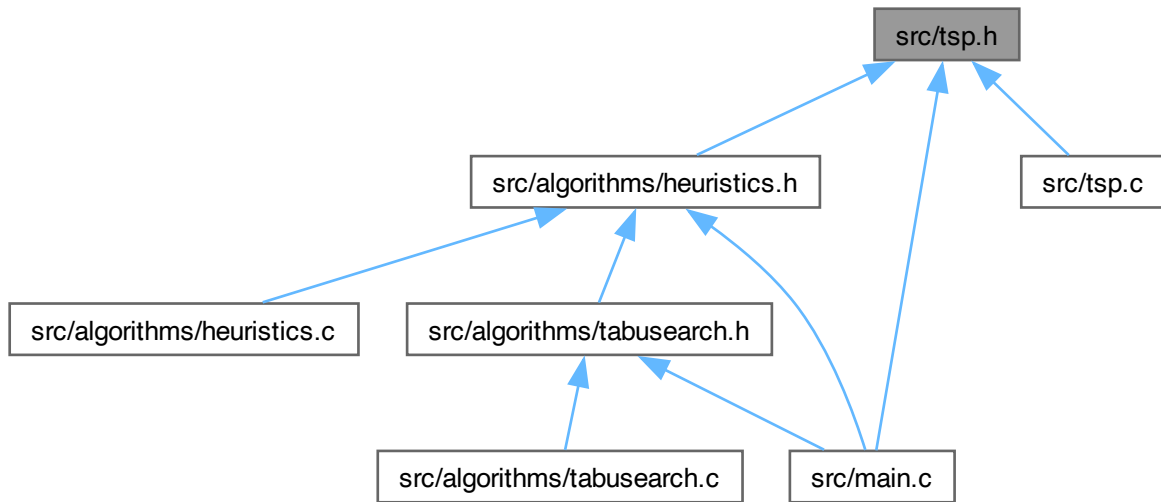 src/tsp.h
src/algorithms/heuristics.h
src/tsp.c
src/algorithms/heuristics.c
src/algorithms/tabusearch.h
src/algorithms/tabusearch.c
src/main.c